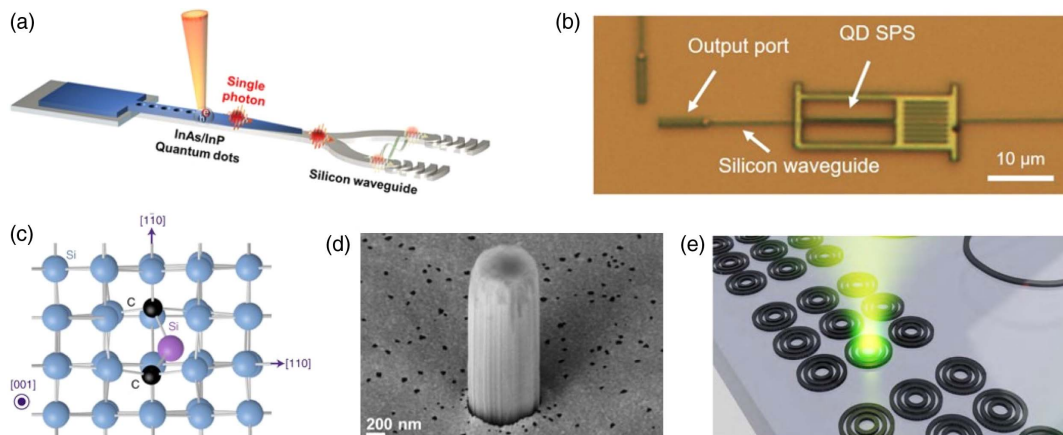 (a)
Single
photon
InAs/InP
Quantum dots
Silicon waveguide
(b)
Output port
QD SPS
Silicon waveguide
10 μm
(c)
[1-10]
Si
C
Si
[110]
C
[001]
(d)
200 nm
(e)